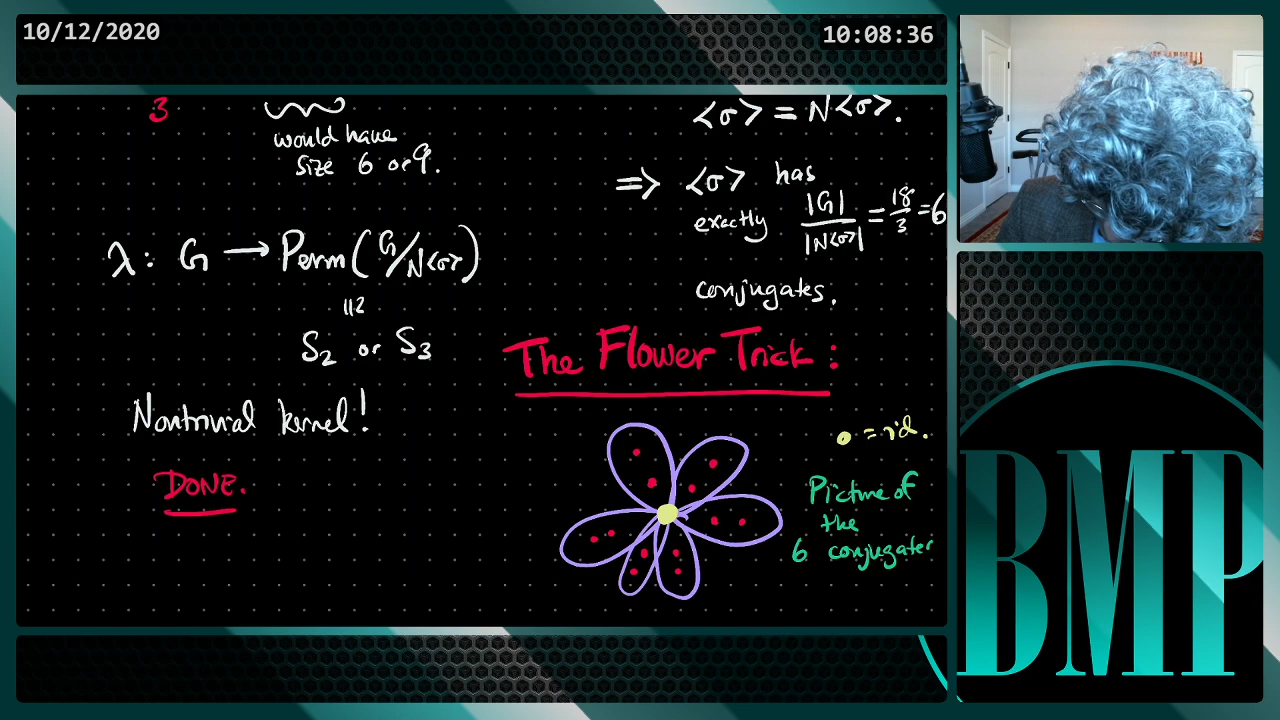 10/12/2020
10:08:36
3
would have
size 6 or 9.
λ: G → Perm(G/N<σ>)
≅
S₂ or S₃
Nontrivial kernel!
DONE.
<σ> = N<σ>.
=> <σ> has
exactly |G|/|N<σ>| = 18/3 = 6
conjugates.
The Flower Trick:
= id.
Picture of
the
6 conjugates
BMP